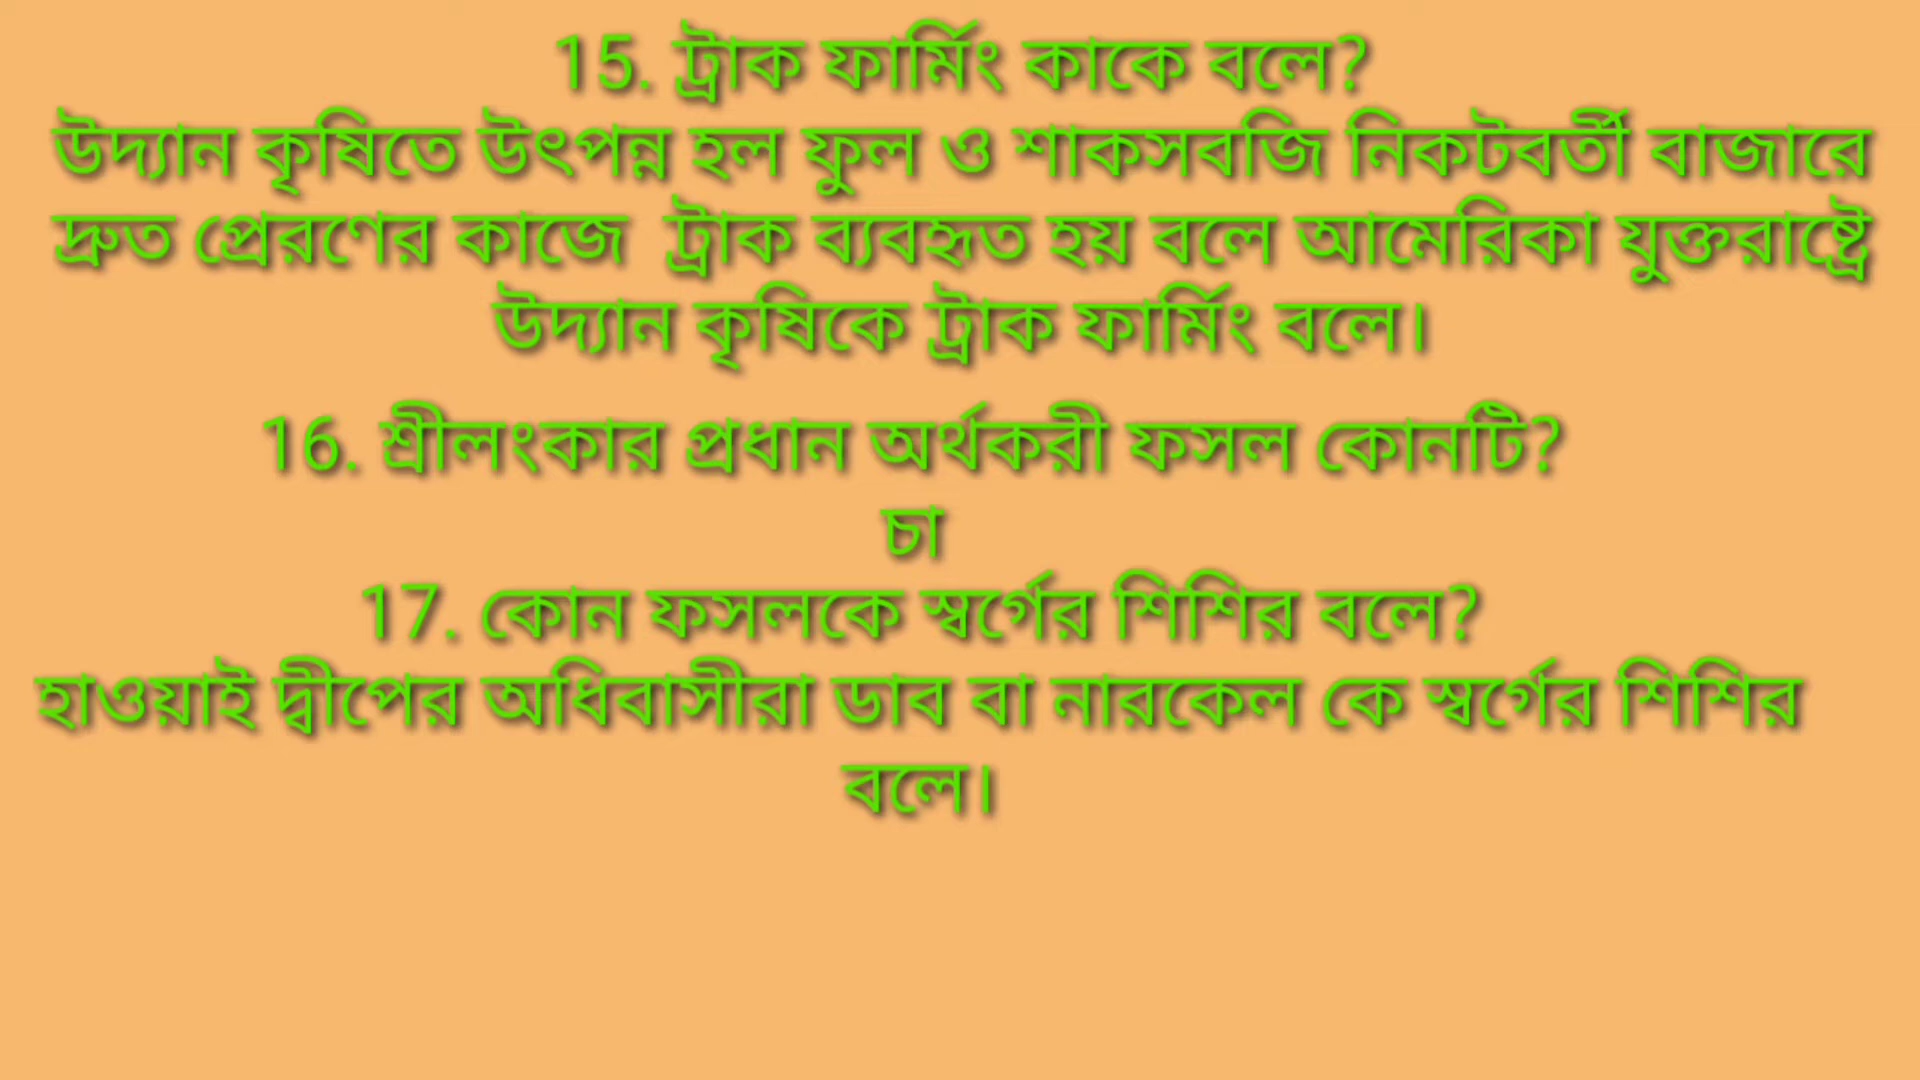 15. ট্রাক ফার্মিং কাকে বলে?
উদ্যান কৃষিতে উৎপন্ন হল ফুল ও শাকসবজি নিকটবর্তী বাজারে
দ্রুত প্রেরণের কাজে ট্রাক ব্যবহৃত হয় বলে আমেরিকা যুক্তরাষ্ট্রে
উদ্যান কৃষিকে ট্রাক ফার্মিং বলে।
16. শ্রীলংকার প্রধান অর্থকরী ফসল কোনটি?
চা
17. কোন ফসলকে স্বর্গের শিশির বলে?
হাওয়াই দ্বীপের অধিবাসীরা ডাব বা নারকেল কে স্বর্গের শিশির
বলে।